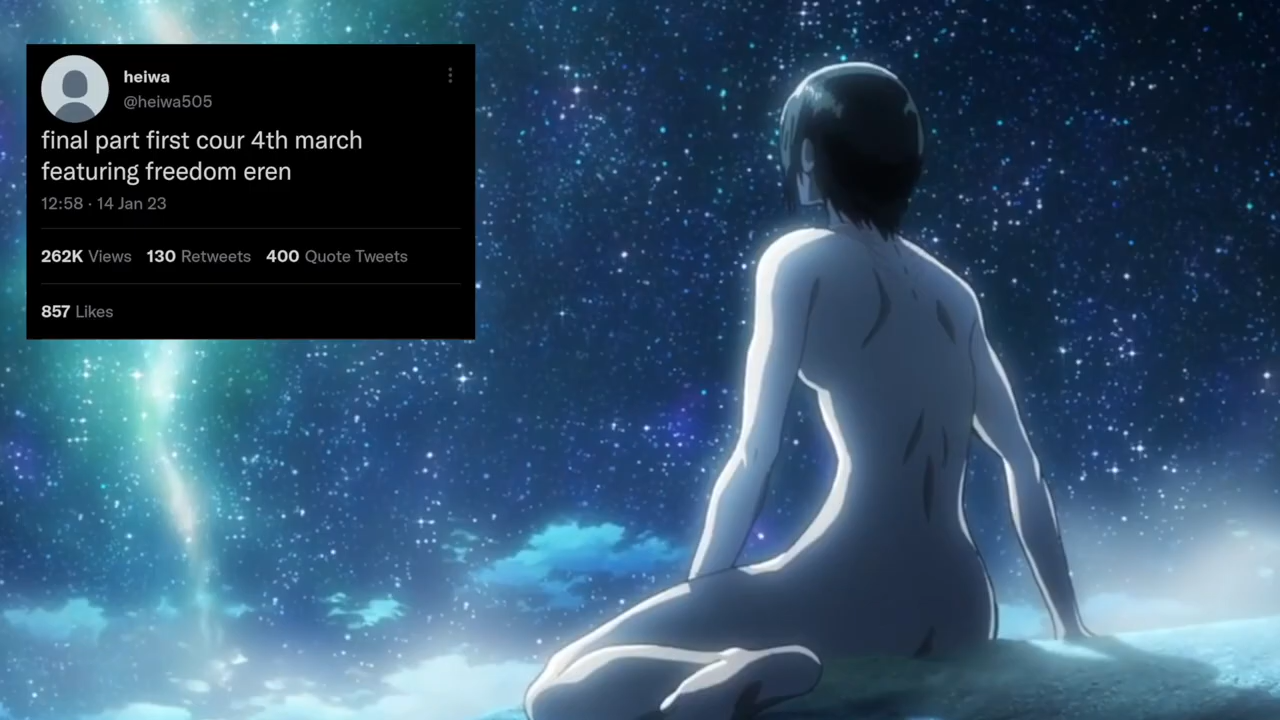 heiwa
@heiwa505
final part first cour 4th march
featuring freedom eren
12:58 · 14 Jan 23
262K Views 130 Retweets 400 Quote Tweets
857 Likes